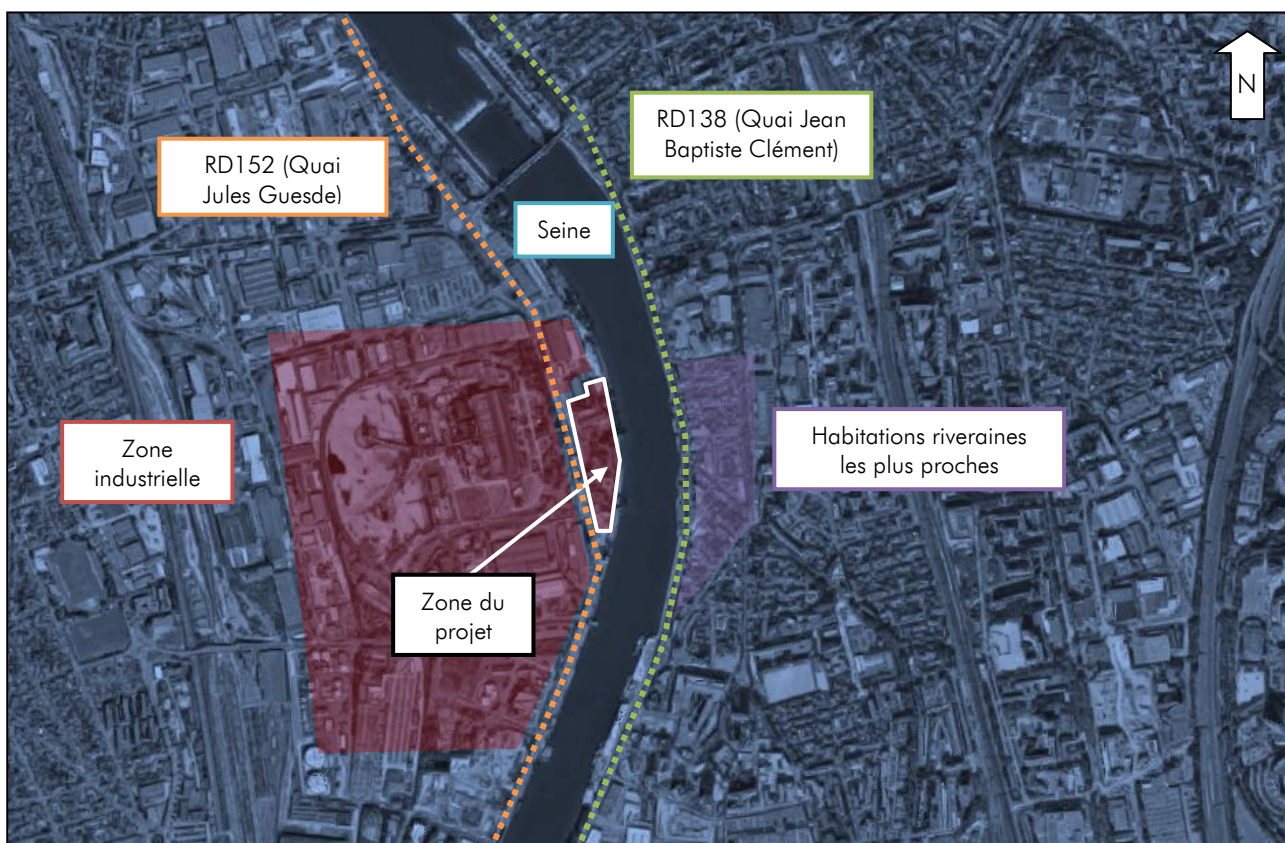 N
RD138 (Quai Jean
Baptiste Clément)
RD152 (Quai
Jules Guesde)
Seine
Zone
industrielle
Habitations riveraines
les plus proches
Zone du
projet